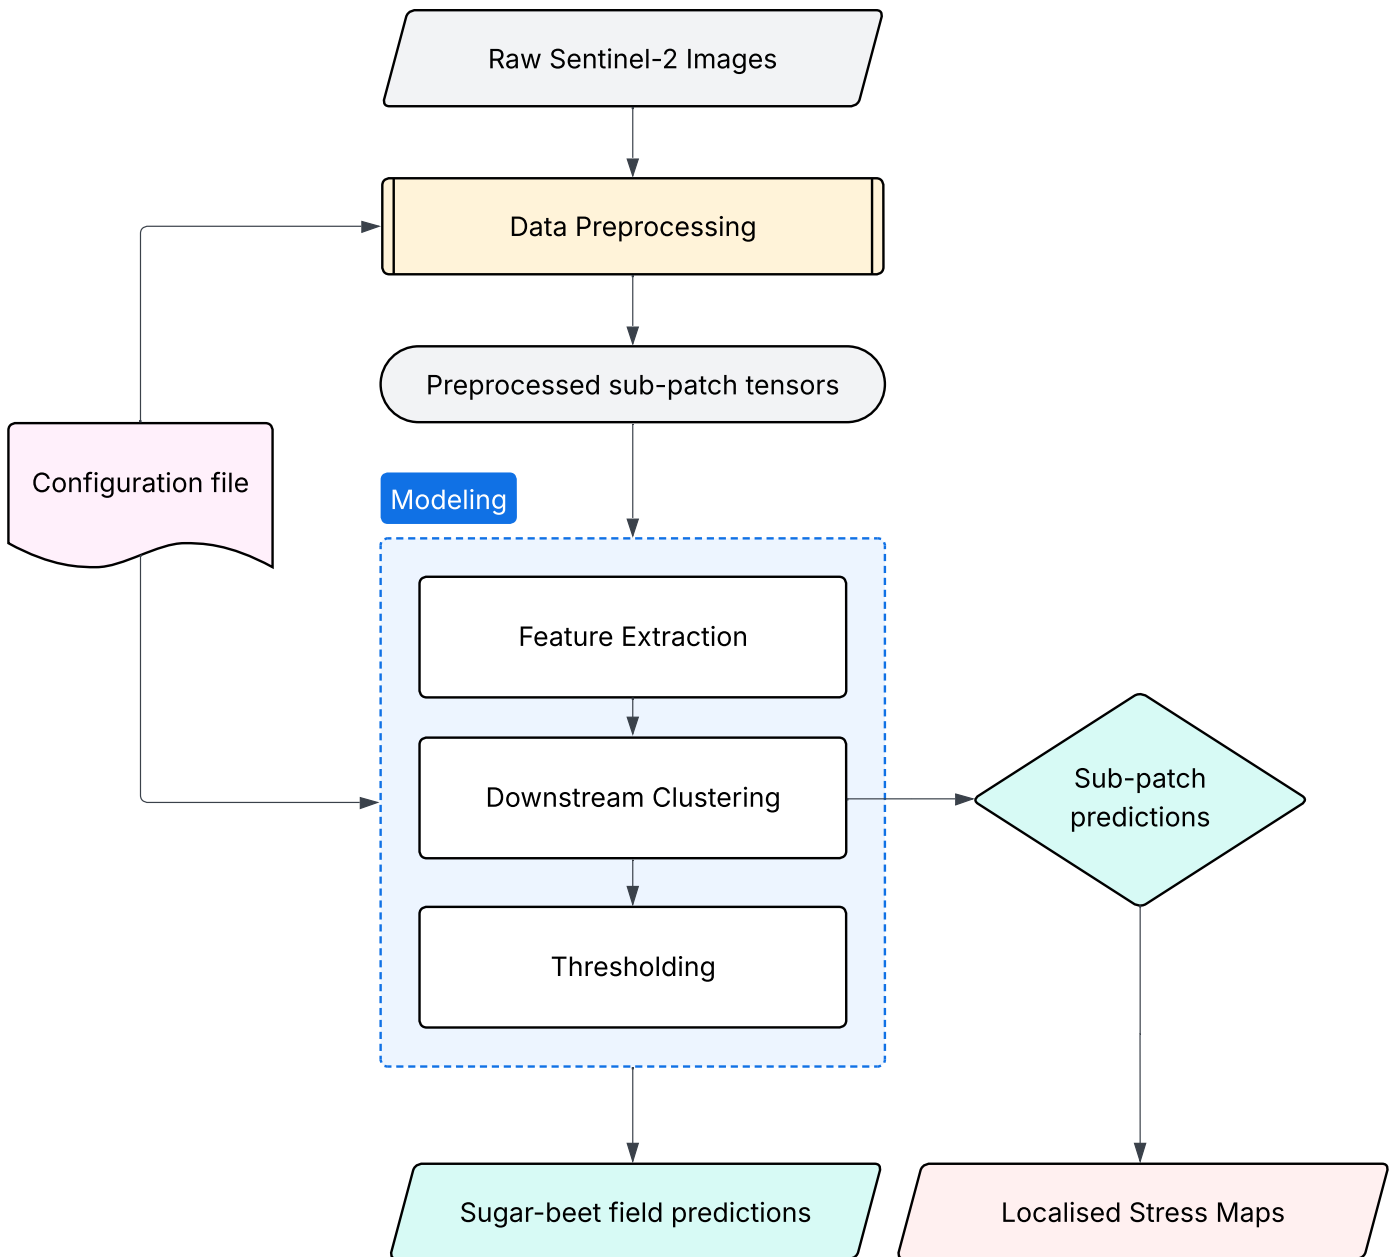 Raw Sentinel-2 Images
Data Preprocessing
Preprocessed sub-patch tensors
Configuration file
Modeling
Feature Extraction
Downstream Clustering
Sub-patch
predictions
Thresholding
Sugar-beet field predictions
Localised Stress Maps